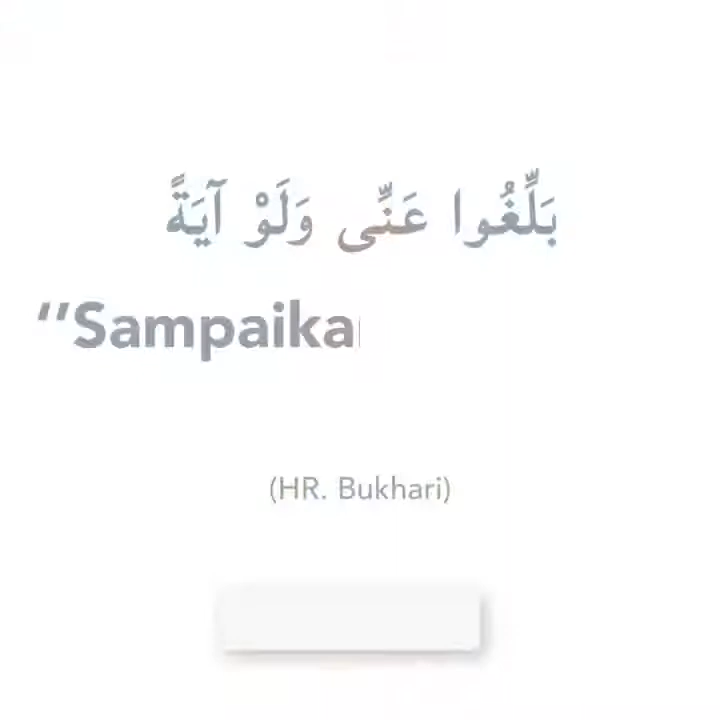 بَلِّغُوا عَنِّى وَلَوْ آيَةً
“Sampaika
(HR. Bukhari)